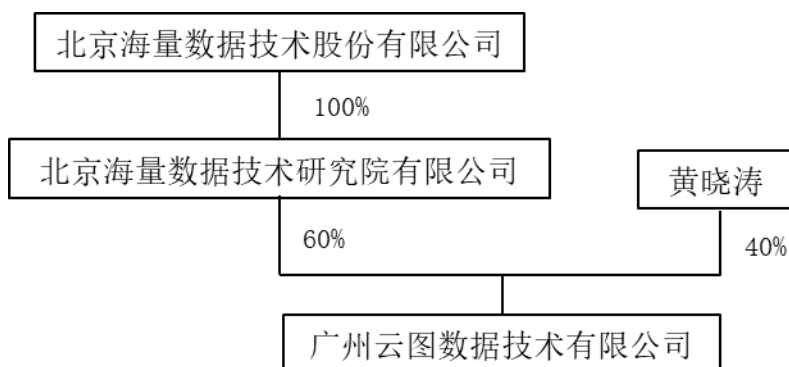 北京海量数据技术股份有限公司
100%
北京海量数据技术研究院有限公司
黄晓涛
60%
40%
广州云图数据技术有限公司